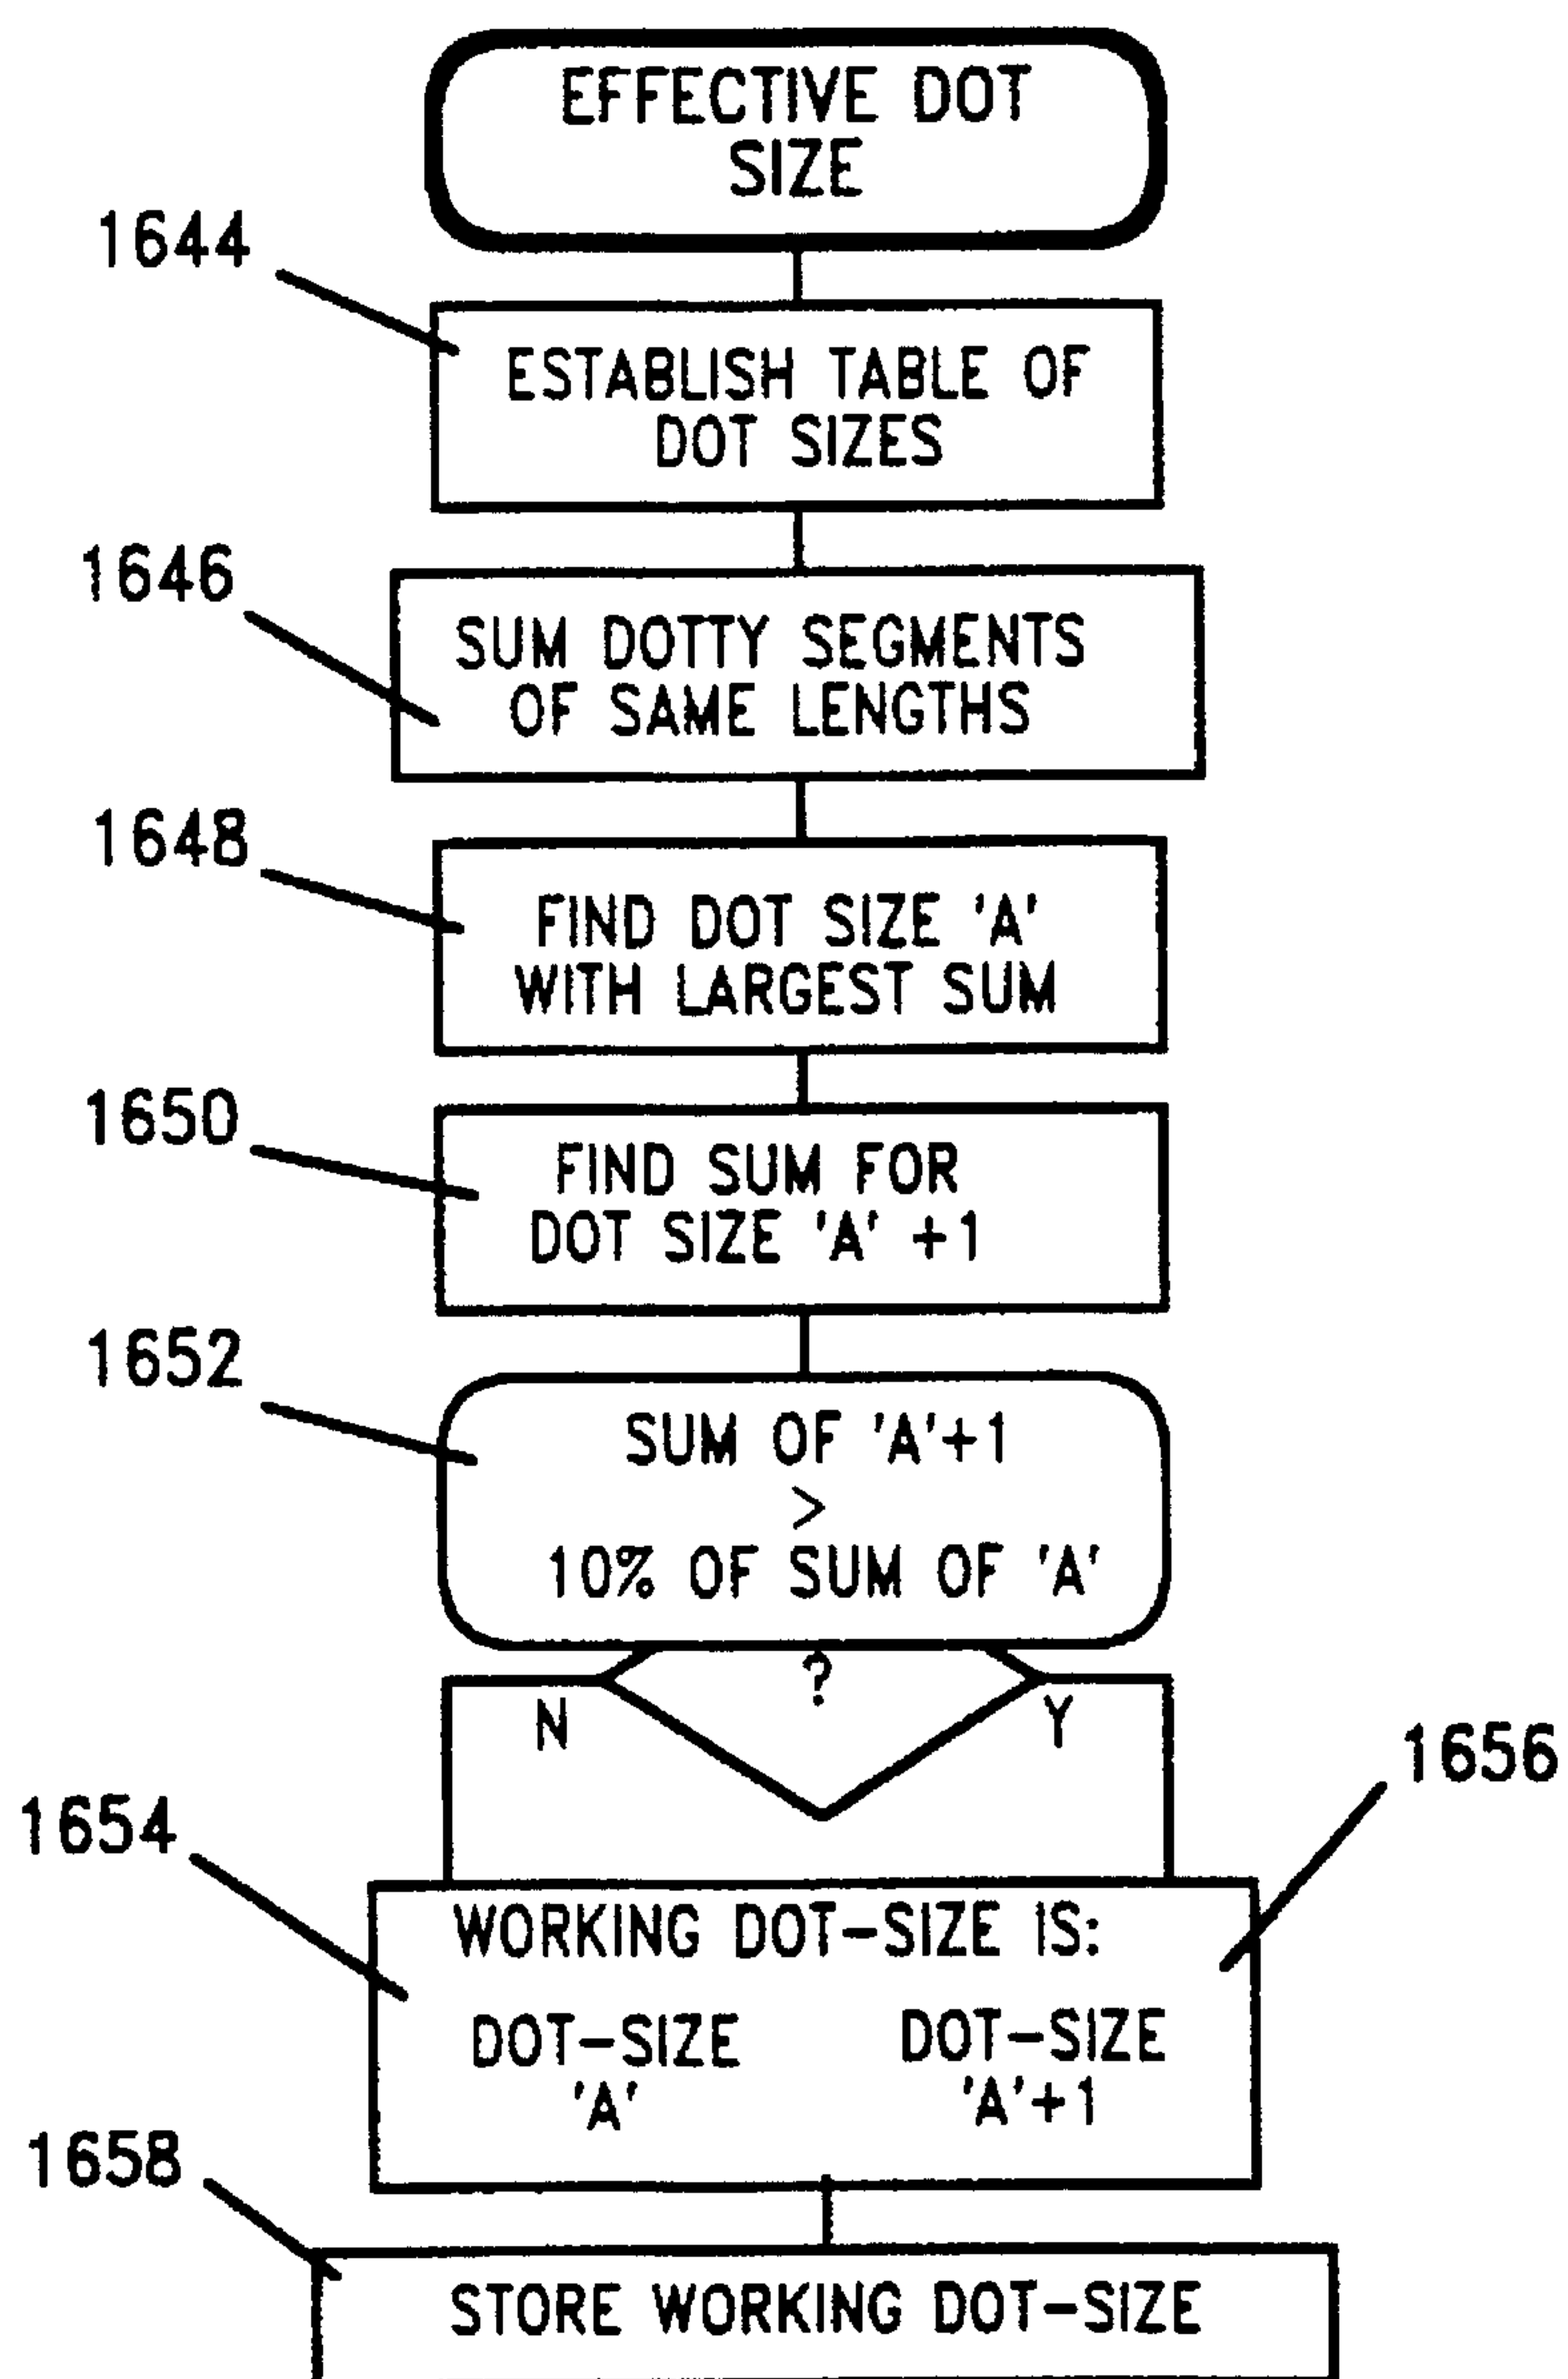 EFFECTIVE DOT
SIZE
1644
ESTABLISH TABLE OF
DOT SIZES
1646
SUM DOTTY SEGMENTS
OF SAME LENGTHS
1648
FIND DOT SIZE 'A'
WITH LARGEST SUM
1650
FIND SUM FOR
DOT SIZE 'A' +1
1652
SUM OF 'A'+1
>
10% OF SUM OF 'A'
?
N
Y
1656
1654
WORKING DOT-SIZE IS:
DOT-SIZE
'A'
DOT-SIZE
'A'+1
1658
STORE WORKING DOT-SIZE